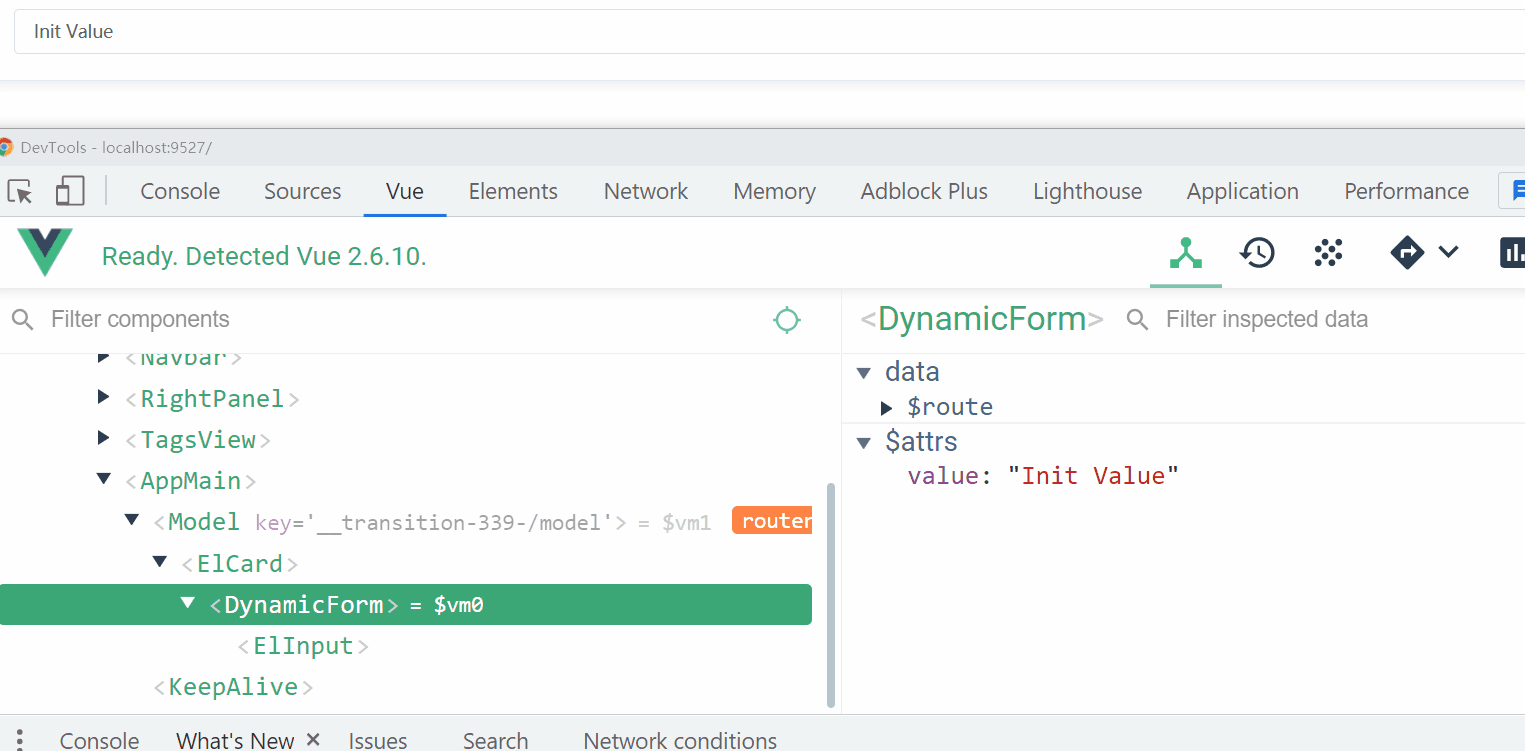 Init Value
DevTools - localhost:9527/
Console Sources Vue Elements Network Memory Adblock Plus Lighthouse Application Performance
Ready. Detected Vue 2.6.10.
Filter components
<Navbar>
<RightPanel>
<TagsView>
<AppMain>
<Model key='__transition-339-/model'> = $vm1 router
<ElCard>
<DynamicForm> = $vm0
<ElInput>
<KeepAlive>
<DynamicForm> Filter inspected data
data
$route
$attrs
value: "Init Value"
Console What's New × Issues Search Network conditions